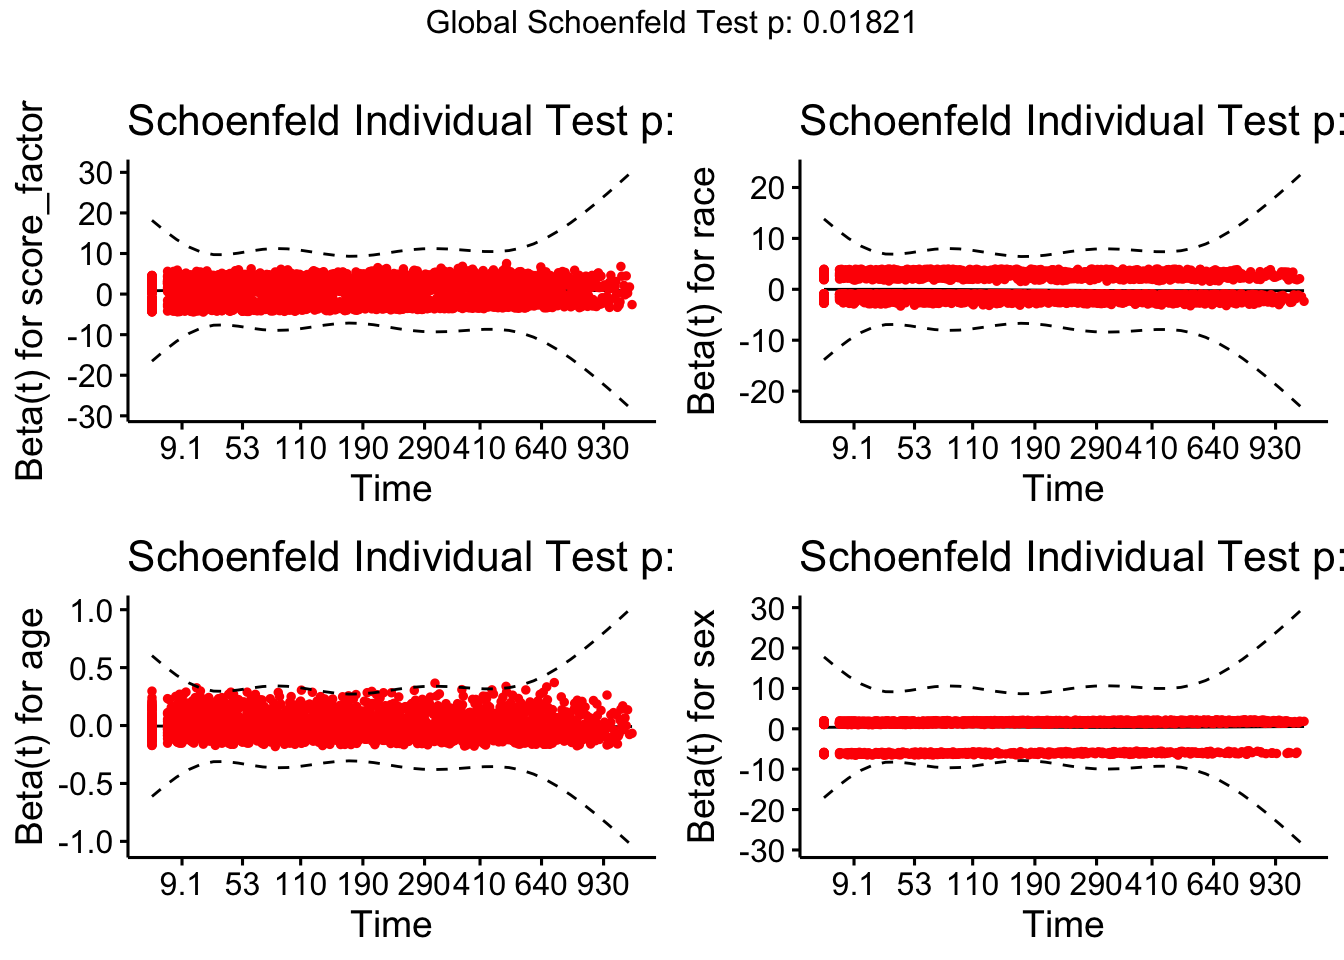 Global Schoenfeld Test p: 0.01821
Schoenfeld Individual Test p:
Beta(t) for score_factor
30
20
10
0
-10
-20
-30
9.1 53 110 190 290 410 640 930
Time
Schoenfeld Individual Test p:
Beta(t) for race
20
10
0
-10
-20
9.1 53 110 190 290 410 640 930
Time
Schoenfeld Individual Test p:
Beta(t) for age
1.0
0.5
0.0
-0.5
-1.0
9.1 53 110 190 290 410 640 930
Time
Schoenfeld Individual Test p:
Beta(t) for sex
30
20
10
0
-10
-20
-30
9.1 53 110 190 290 410 640 930
Time